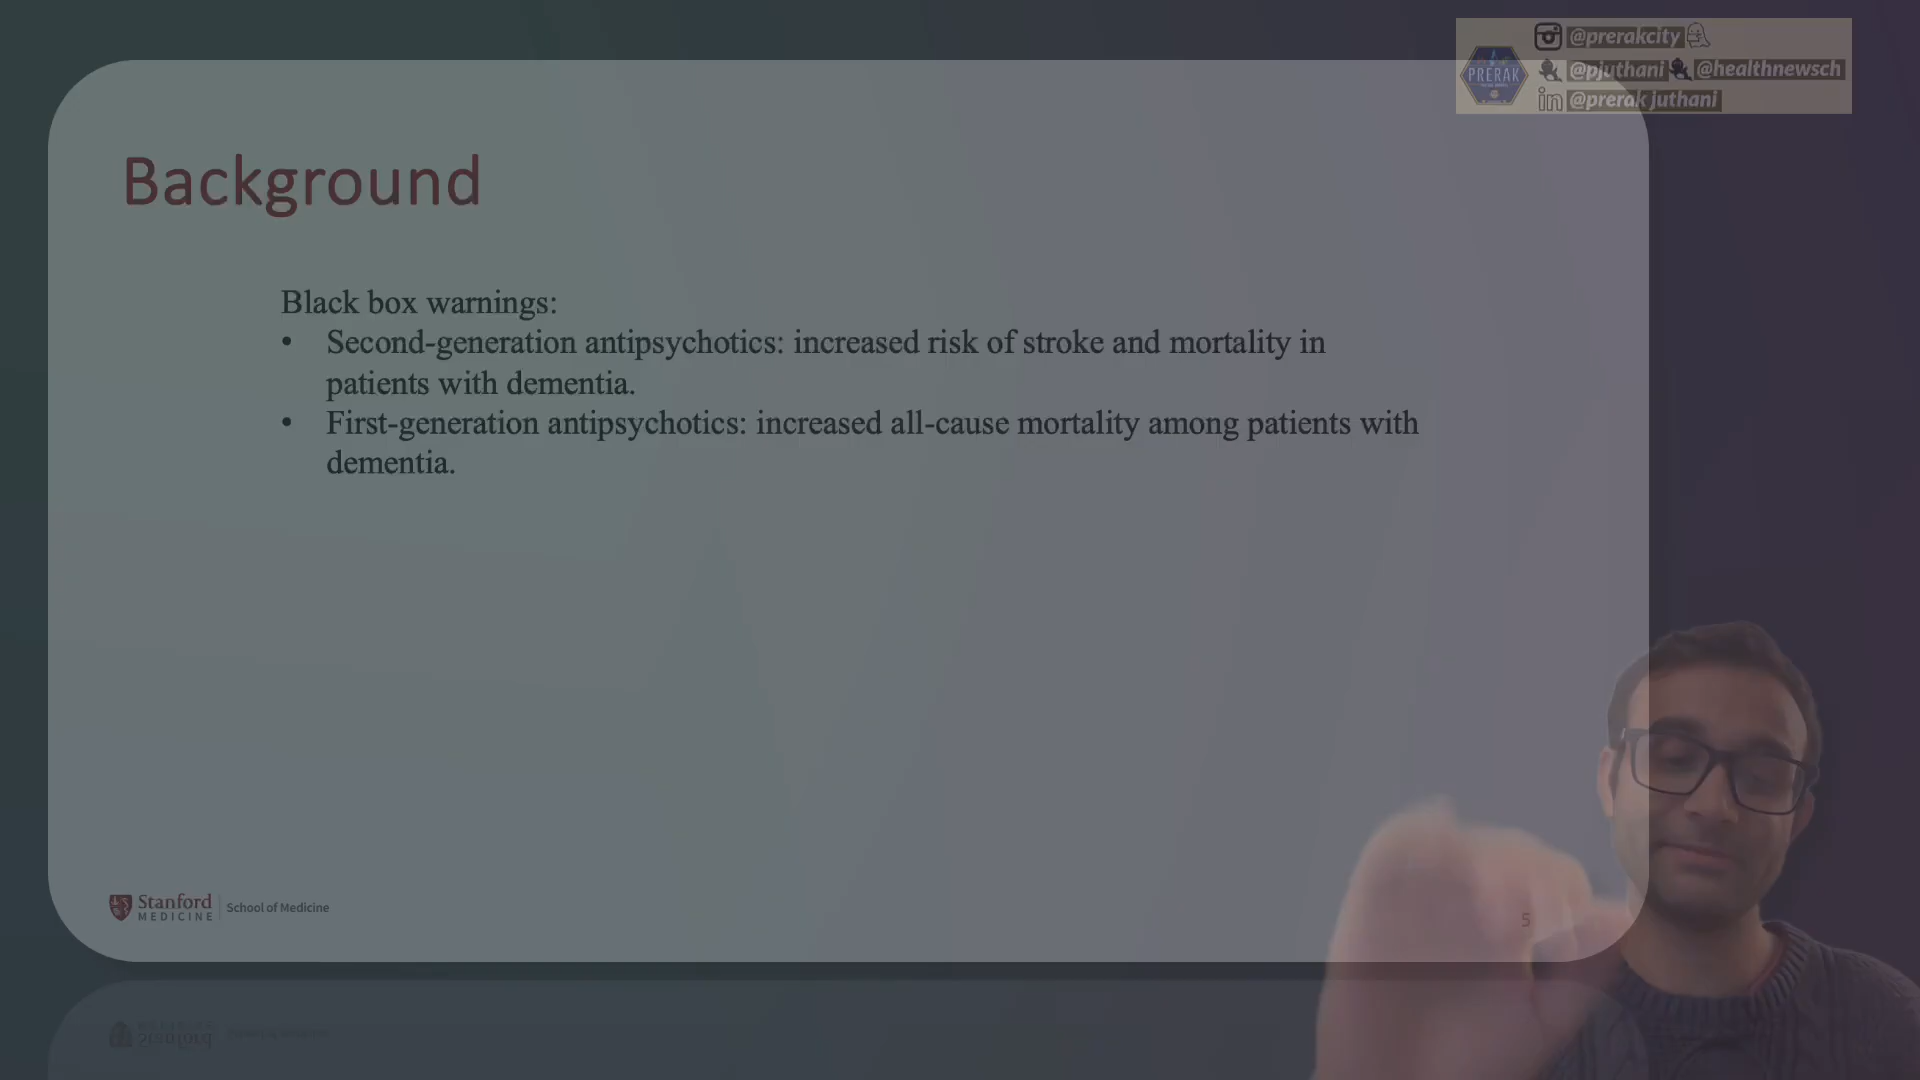 @prerakcity
PRERAK
@pjuthani @healthnewsch
in @prerak juthani
Background
Black box warnings:
• Second-generation antipsychotics: increased risk of stroke and mortality in
patients with dementia.
• First-generation antipsychotics: increased all-cause mortality among patients with
dementia.
Stanford
MEDICINE
School of Medicine
5